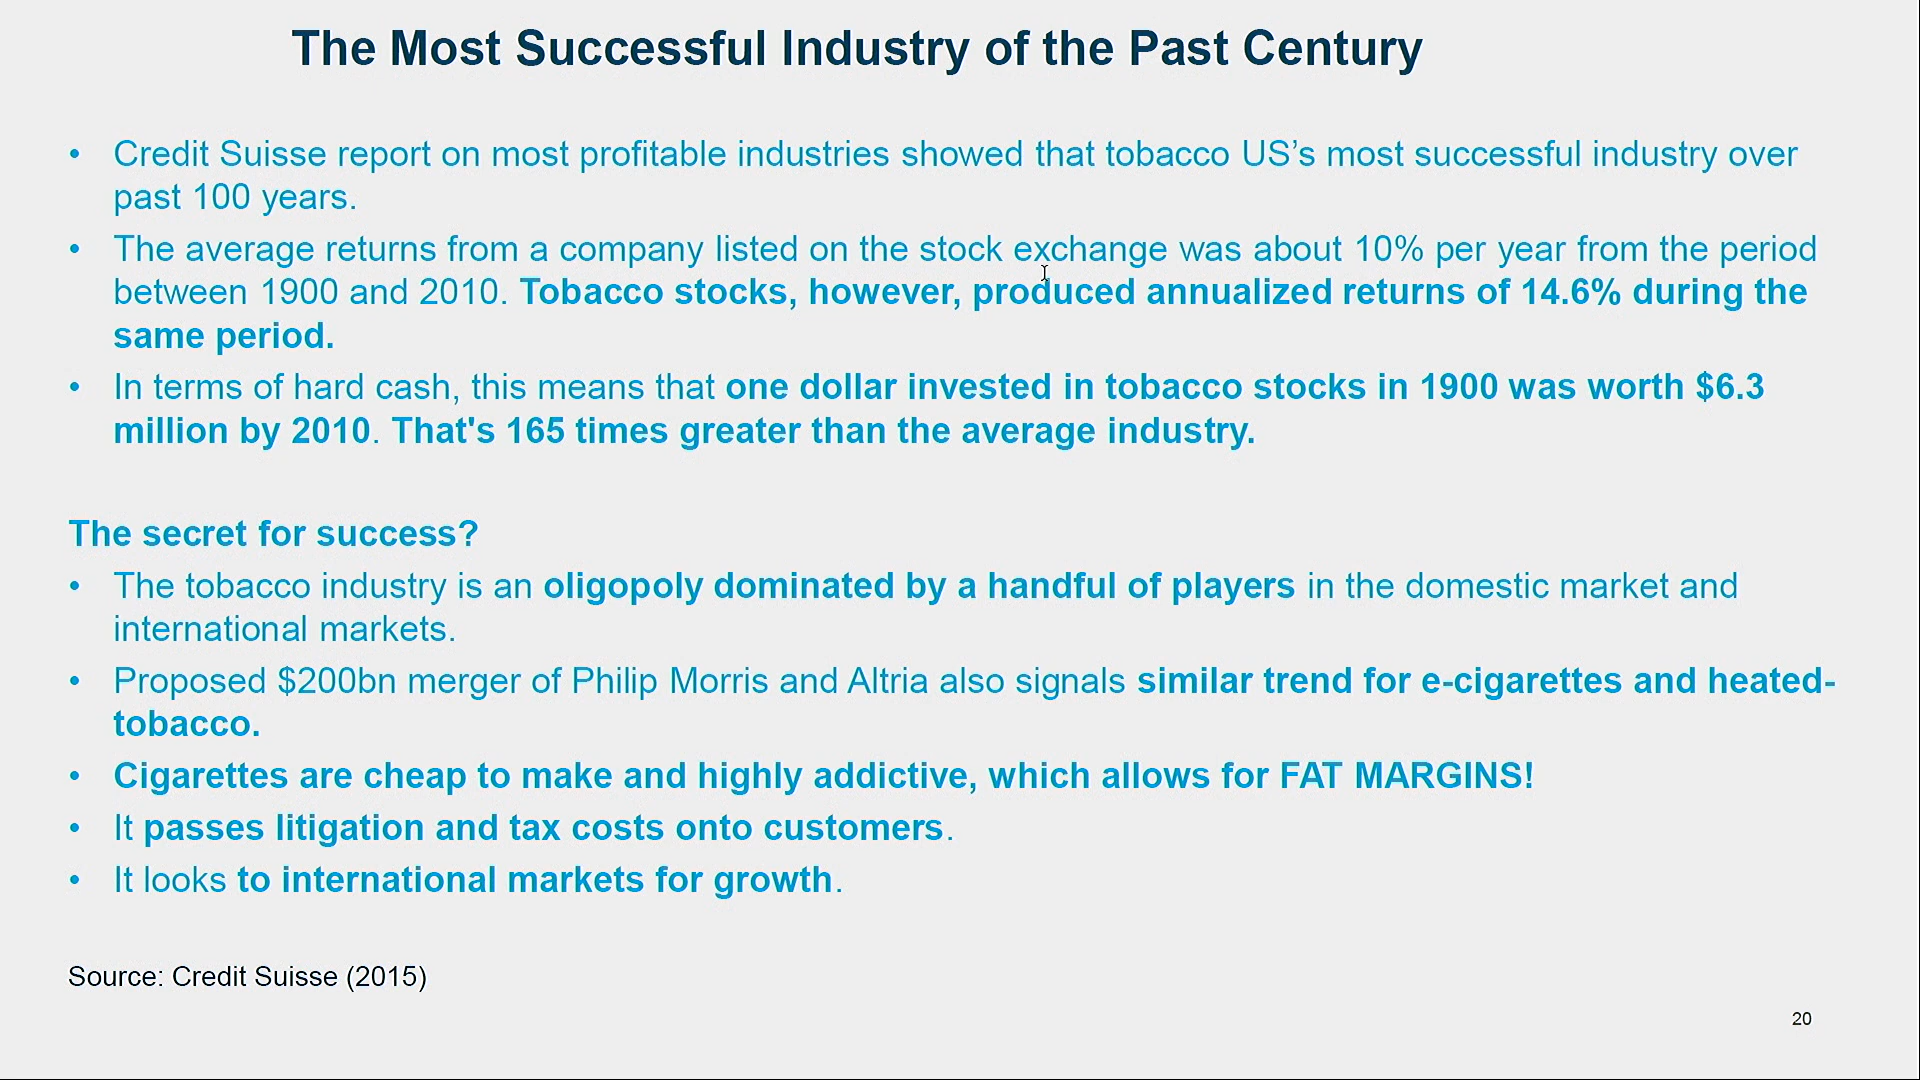 The Most Successful Industry of the Past Century
• Credit Suisse report on most profitable industries showed that tobacco US’s most successful industry over
past 100 years.
• The average returns from a company listed on the stock exchange was about 10% per year from the period
between 1900 and 2010. Tobacco stocks, however, produced annualized returns of 14.6% during the
same period.
• In terms of hard cash, this means that one dollar invested in tobacco stocks in 1900 was worth $6.3
million by 2010. That's 165 times greater than the average industry.
The secret for success?
• The tobacco industry is an oligopoly dominated by a handful of players in the domestic market and
international markets.
• Proposed $200bn merger of Philip Morris and Altria also signals similar trend for e-cigarettes and heated-
tobacco.
• Cigarettes are cheap to make and highly addictive, which allows for FAT MARGINS!
• It passes litigation and tax costs onto customers.
• It looks to international markets for growth.
Source: Credit Suisse (2015)
20